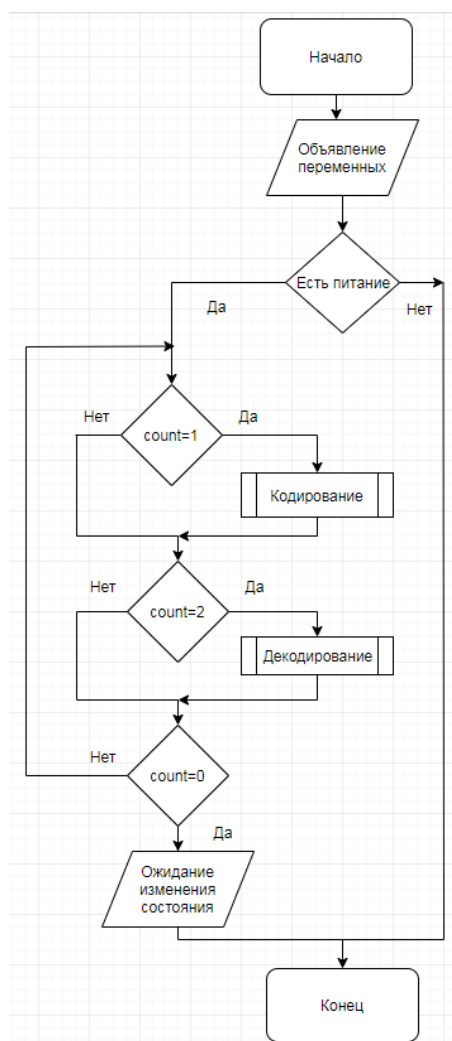 Начало
Объявление
переменных
Есть питание
Да
Нет
Нет
Да
count=1
Кодирование
Нет
Да
count=2
Декодирование
Нет
count=0
Да
Ожидание
изменения
состояния
Конец